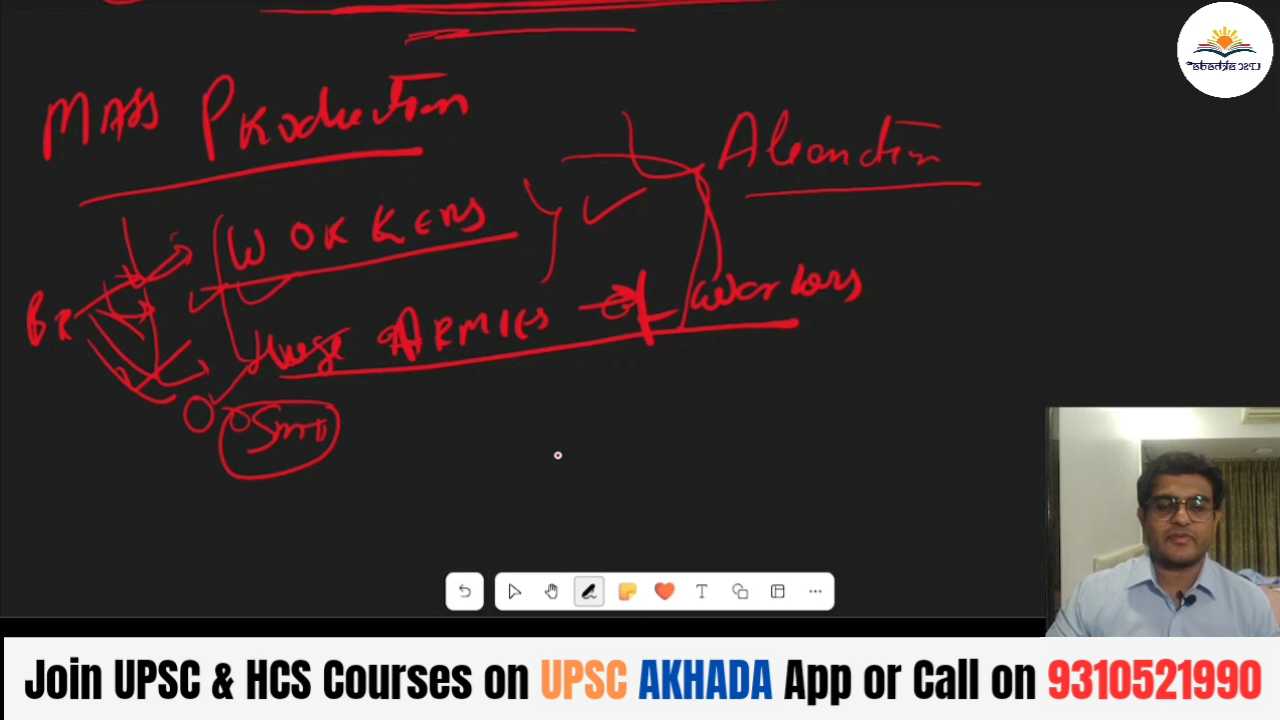 MASS PRODUCTION
WORKERS
Huge ARMIES of workers
Join UPSC & HCS Courses on UPSC AKHADA App or Call on 9310521990